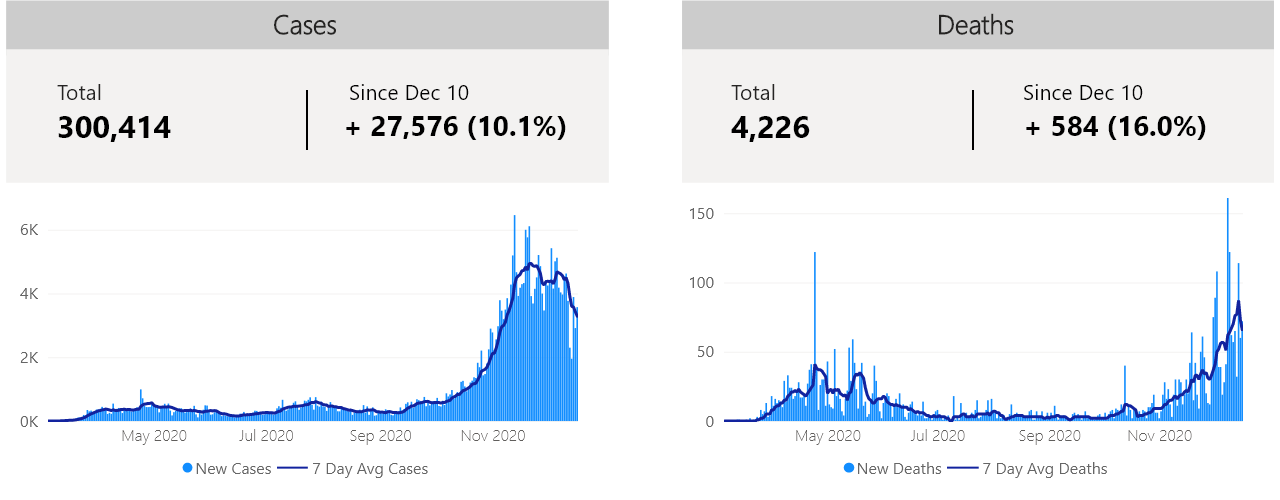 Cases
Total
300,414
Since Dec 10
+ 27,576 (10.1%)
6K
4K
2K
0K
May 2020
Jul 2020
Sep 2020
Nov 2020
New Cases
7 Day Avg Cases
Deaths
Total
4,226
Since Dec 10
+ 584 (16.0%)
150
100
50
0
May 2020
Jul 2020
Sep 2020
Nov 2020
New Deaths
7 Day Avg Deaths